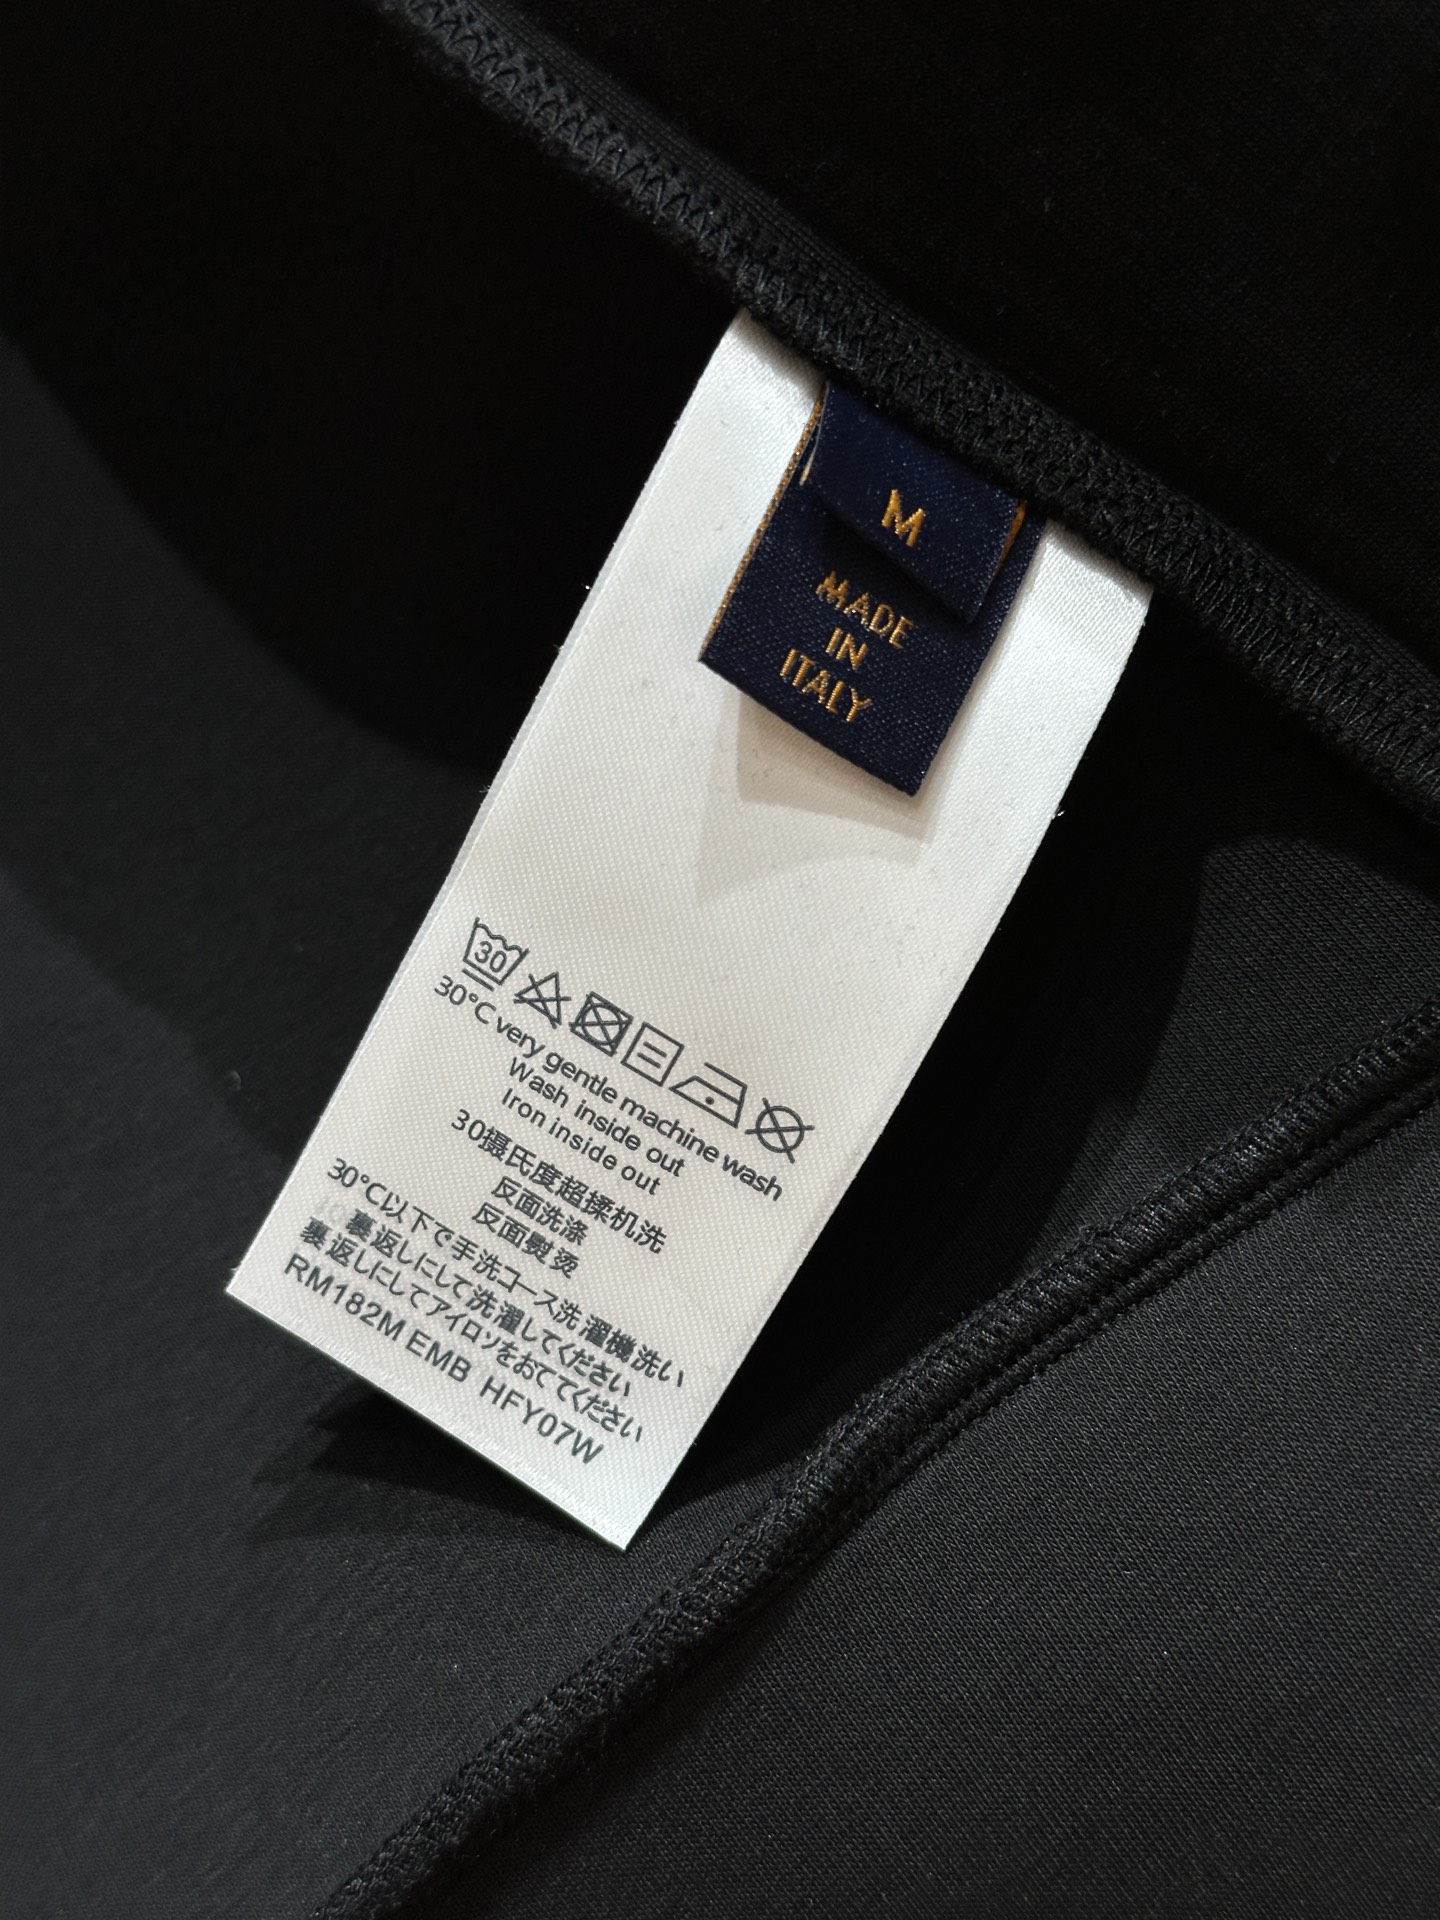 M
MADE
IN
ITALY
30
30°C very gentle machine wash
Wash inside out
Iron inside out
30摄氏度超揉机洗
反面洗涤
反面熨烫
30°C以下で手洗コース洗濯機洗い
裏返しにして洗濯してください
裏返しにしてアイロンをおててください
RM182M EMB HFY07W